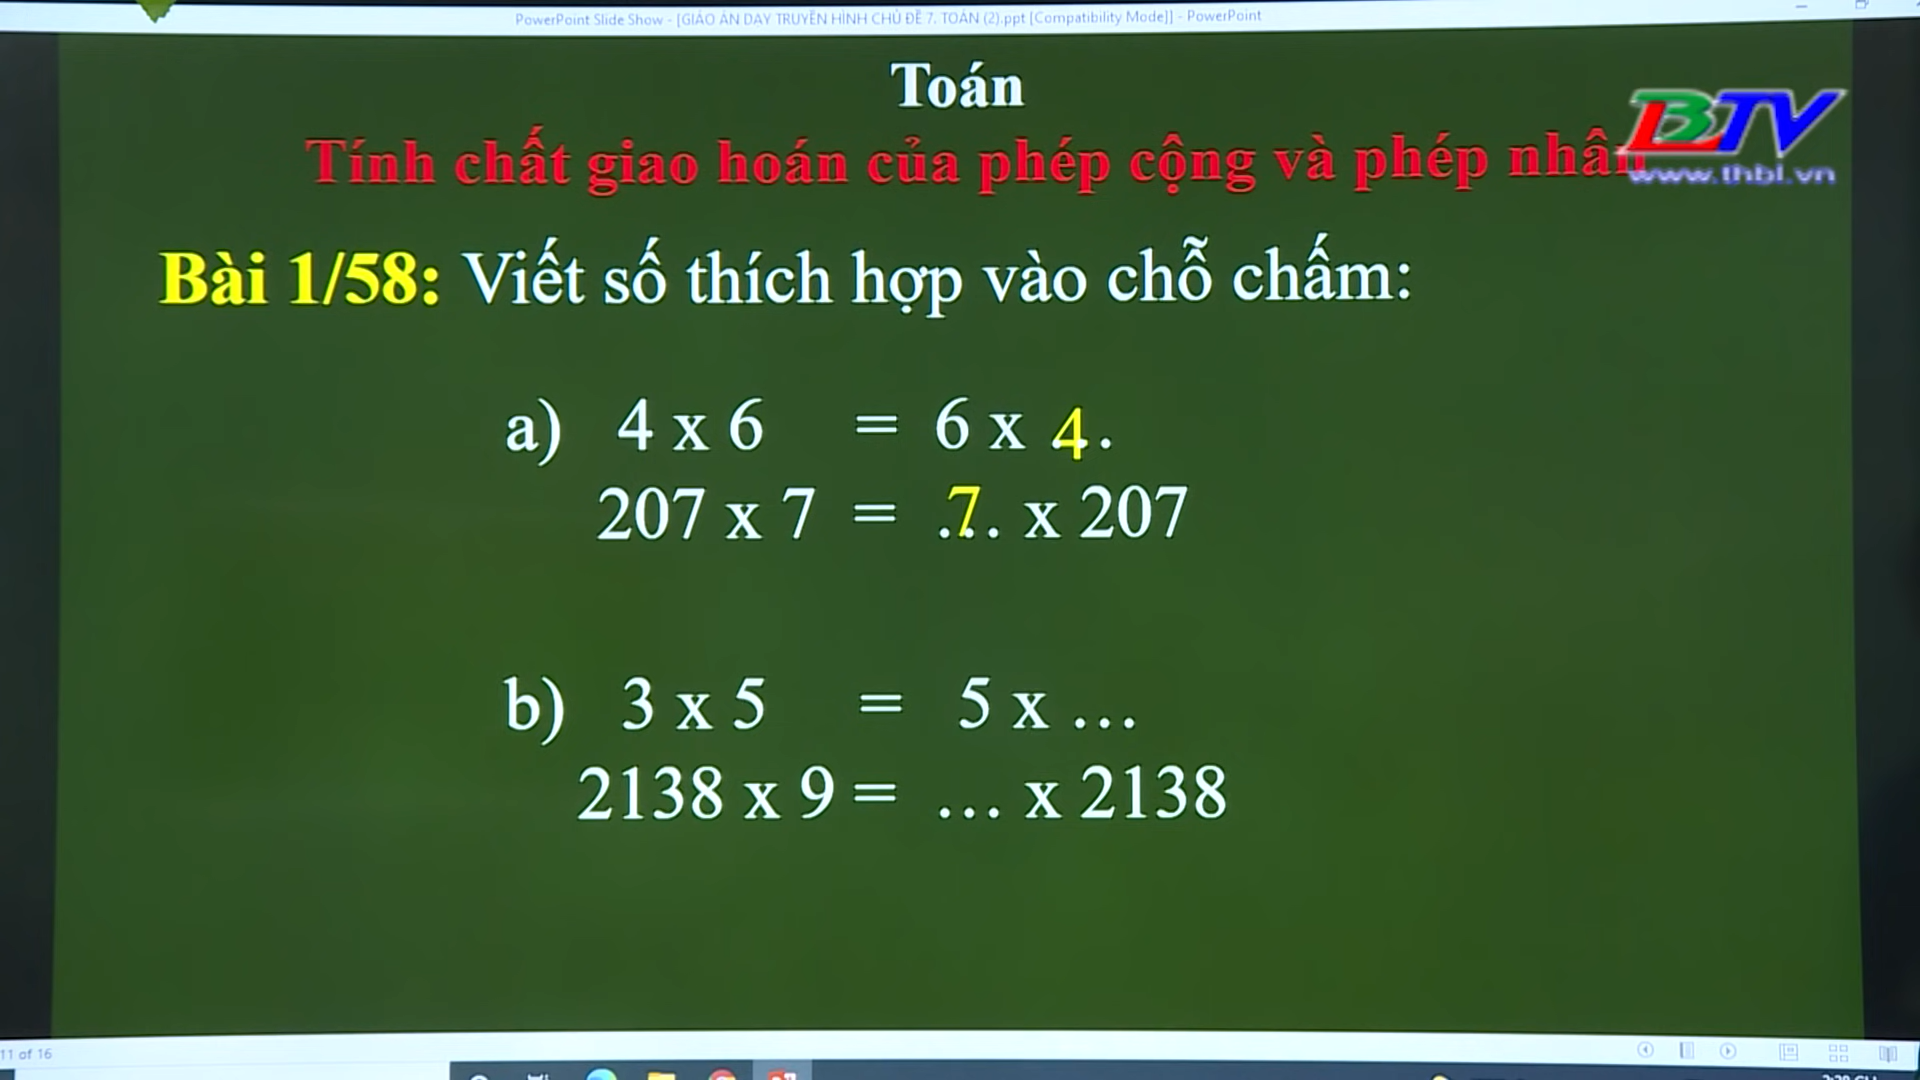 PowerPoint Slide Show - [GIÁO ÁN DẠY TRUYỀN HÌNH CHỦ ĐỀ 7. TOÁN (2).ppt [Compatibility Mode]] - PowerPoint
Toán
BTV
Tính chất giao hoán của phép cộng và phép nhân
www.thbl.vn
Bài 1/58: Viết số thích hợp vào chỗ chấm:
a) 4 x 6 = 6 x 4.
207 x 7 = .7. x 207
b) 3 x 5 = 5 x ...
2138 x 9 = ... x 2138
11 of 16